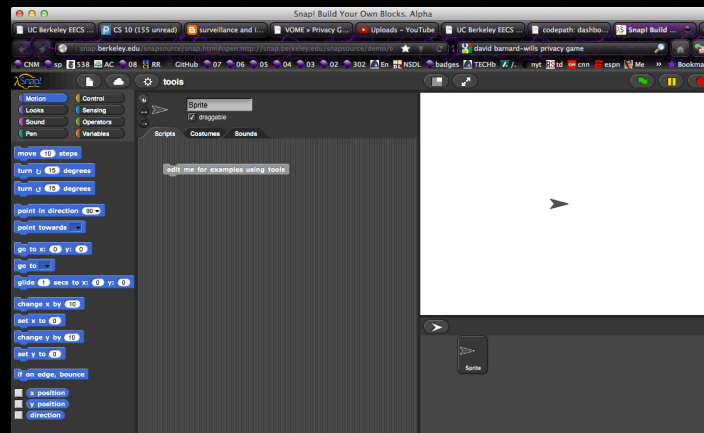 Snap! Build Your Own Blocks. Alpha
UC Berkeley EECS ... CS 10 (155 unread) surveillance and i... VOME » Privacy G... Uploads – YouTube UC Berkeley EECS ... codepath: dashbo... Snap! Build Your ...
snap.berkeley.edu/snapsource/snap.html#open:http://snap.berkeley.edu/snapsource/demo/s david barnard-wills privacy game
CNM sp 538 AC 08 RR GitHub 07 06 05 04 03 02 302 En NSDL badges TECHb /. nyt td cnn espn Me » Bookma
Snap! tools
Motion Control
Looks Sensing
Sound Operators
Pen Variables
Sprite
draggable
Scripts Costumes Sounds
move 10 steps
turn 15 degrees
turn 15 degrees
edit me for examples using tools
point in direction 90
point towards
go to x: 0 y: 0
go to
glide 1 secs to x: 0 y: 0
change x by 10
set x to 0
change y by 10
set y to 0
if on edge, bounce
x position
y position
direction
Sprite